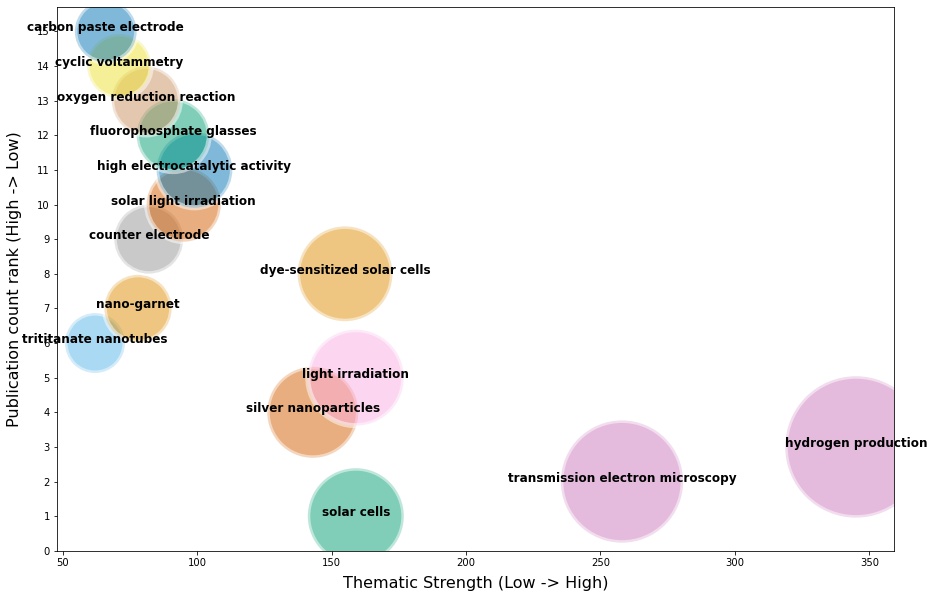 carbon paste electrode
15
cyclic voltammetry
14
oxygen reduction reaction
13
fluorophosphate glasses
12
high electrocatalytic activity
11
solar light irradiation
10
counter electrode
9
dye-sensitized solar cells
8
nano-garnet
7
trititanate nanotubes
6
light irradiation
5
silver nanoparticles
4
hydrogen production
3
transmission electron microscopy
2
solar cells
1
0
50 100 150 200 250 300 350
Thematic Strength (Low -> High)
Publication count rank (High -> Low)